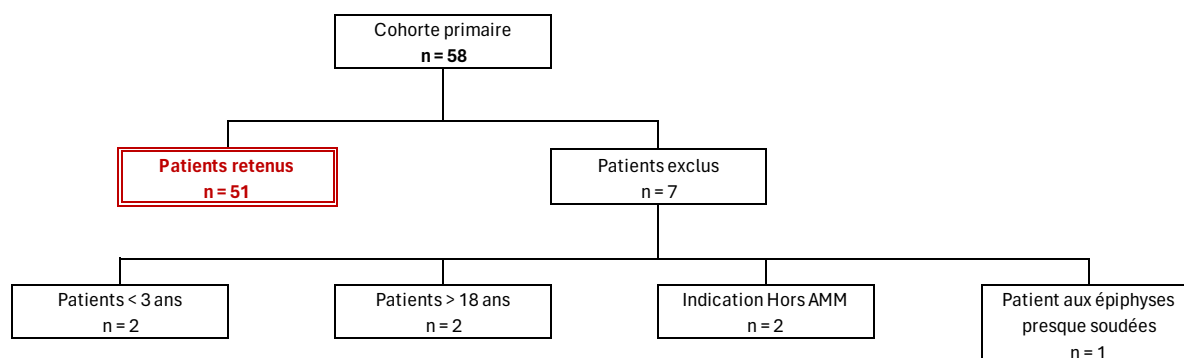 Cohorte primaire
n = 58
Patients retenus
n = 51
Patients exclus
n = 7
Patients < 3 ans
n = 2
Patients > 18 ans
n = 2
Indication Hors AMM
n = 2
Patient aux épiphyses
presque soudées
n = 1